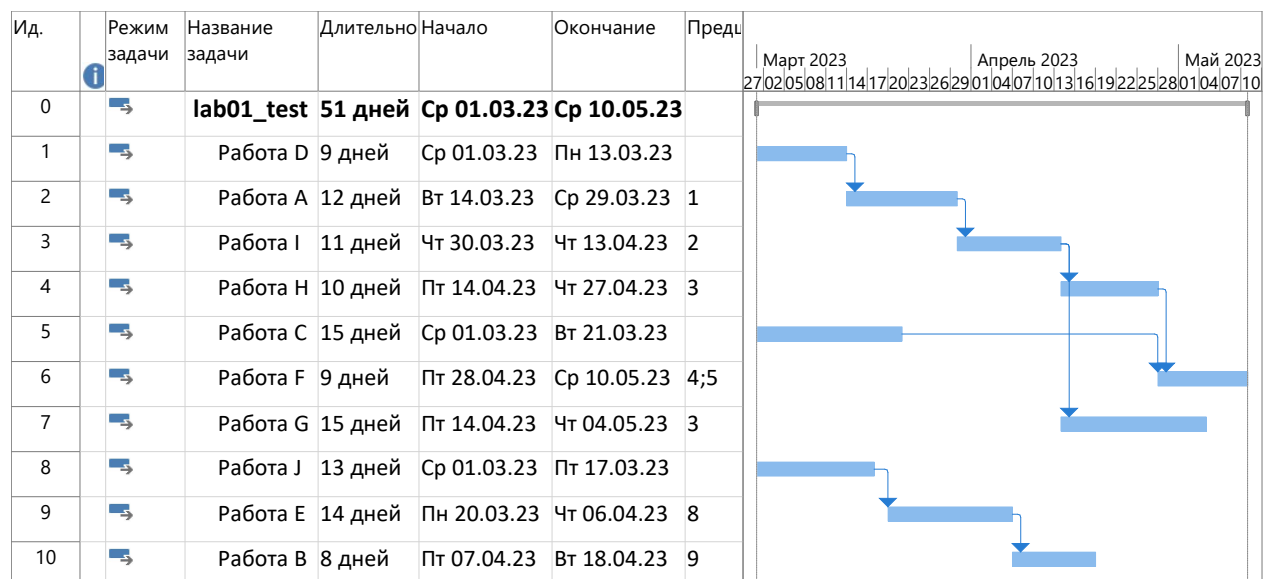 Ид. Режим задачи Название задачи Длительно Начало Окончание Предц
Март 2023 Апрель 2023 Май 2023
27 02 05 08 11 14 17 20 23 26 29 01 04 07 10 13 16 19 22 25 28 01 04 07 10
0 lab01_test 51 дней Ср 01.03.23 Ср 10.05.23
1 Работа D 9 дней Ср 01.03.23 Пн 13.03.23
2 Работа A 12 дней Вт 14.03.23 Ср 29.03.23 1
3 Работа I 11 дней Чт 30.03.23 Чт 13.04.23 2
4 Работа H 10 дней Пт 14.04.23 Чт 27.04.23 3
5 Работа C 15 дней Ср 01.03.23 Вт 21.03.23
6 Работа F 9 дней Пт 28.04.23 Ср 10.05.23 4;5
7 Работа G 15 дней Пт 14.04.23 Чт 04.05.23 3
8 Работа J 13 дней Ср 01.03.23 Пт 17.03.23
9 Работа E 14 дней Пн 20.03.23 Чт 06.04.23 8
10 Работа B 8 дней Пт 07.04.23 Вт 18.04.23 9